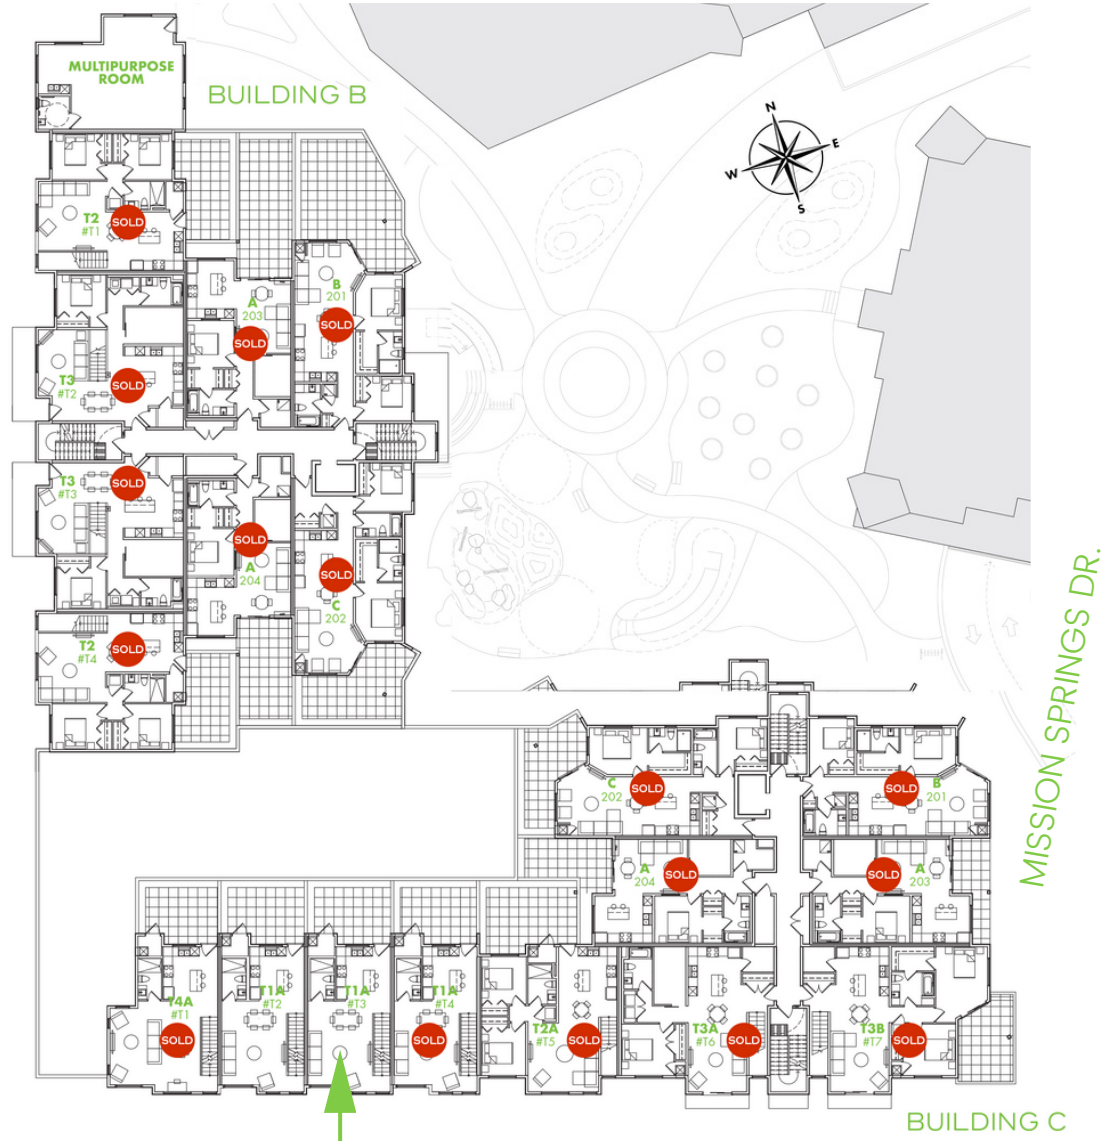 MULTIPURPOSE
ROOM
BUILDING B
N
E
W
S
T2
#T1
SOLD
B
201
SOLD
A
203
SOLD
T3
#T2
SOLD
T3
#T3
SOLD
SOLD
A
204
SOLD
C
202
T2
#T4
SOLD
MISSION SPRINGS DR.
C
202
SOLD
SOLD
B
201
A
204
SOLD
SOLD
A
203
T4A
#T1
SOLD
T1A
#T2
T1A
#T3
T1A
#T4
SOLD
T2A
#T5
SOLD
T3A
#T6
SOLD
T3B
#T7
SOLD
BUILDING C